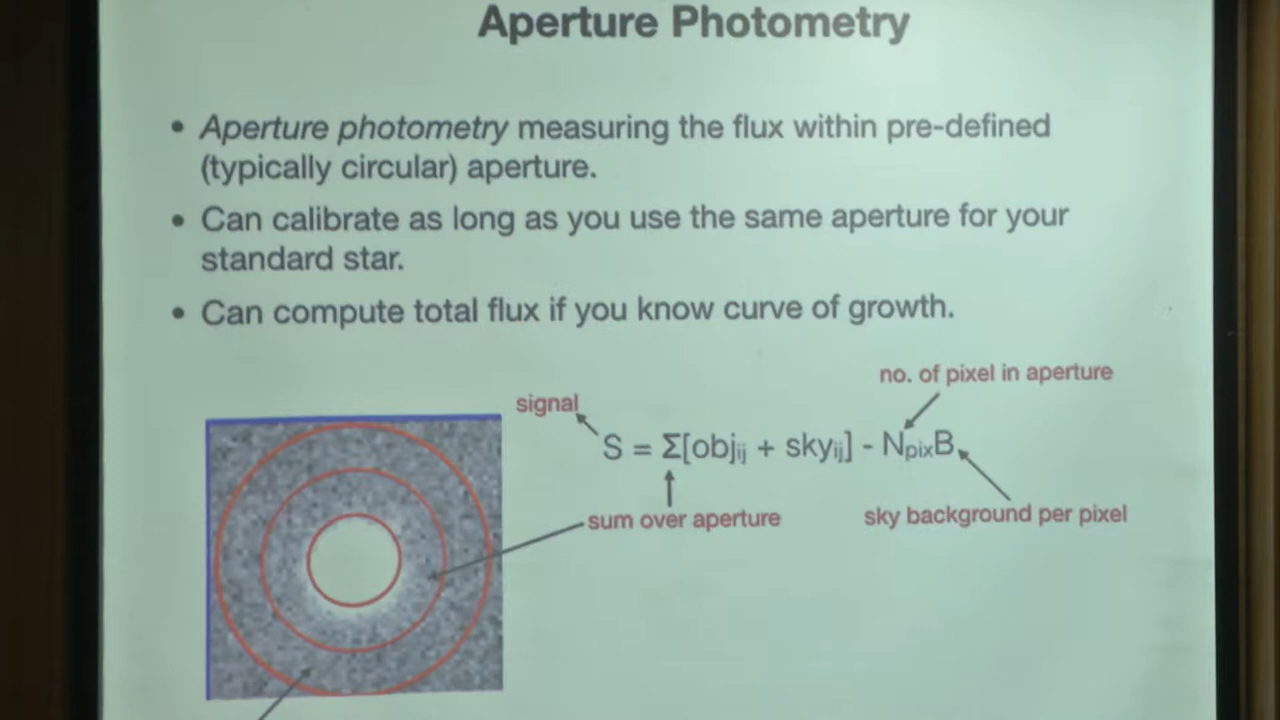 Aperture Photometry
• Aperture photometry measuring the flux within pre-defined
(typically circular) aperture.
• Can calibrate as long as you use the same aperture for your
standard star.
• Can compute total flux if you know curve of growth.
no. of pixel in aperture
signal
S = Σ[objij + skyij] - NpixB
sum over aperture
sky background per pixel